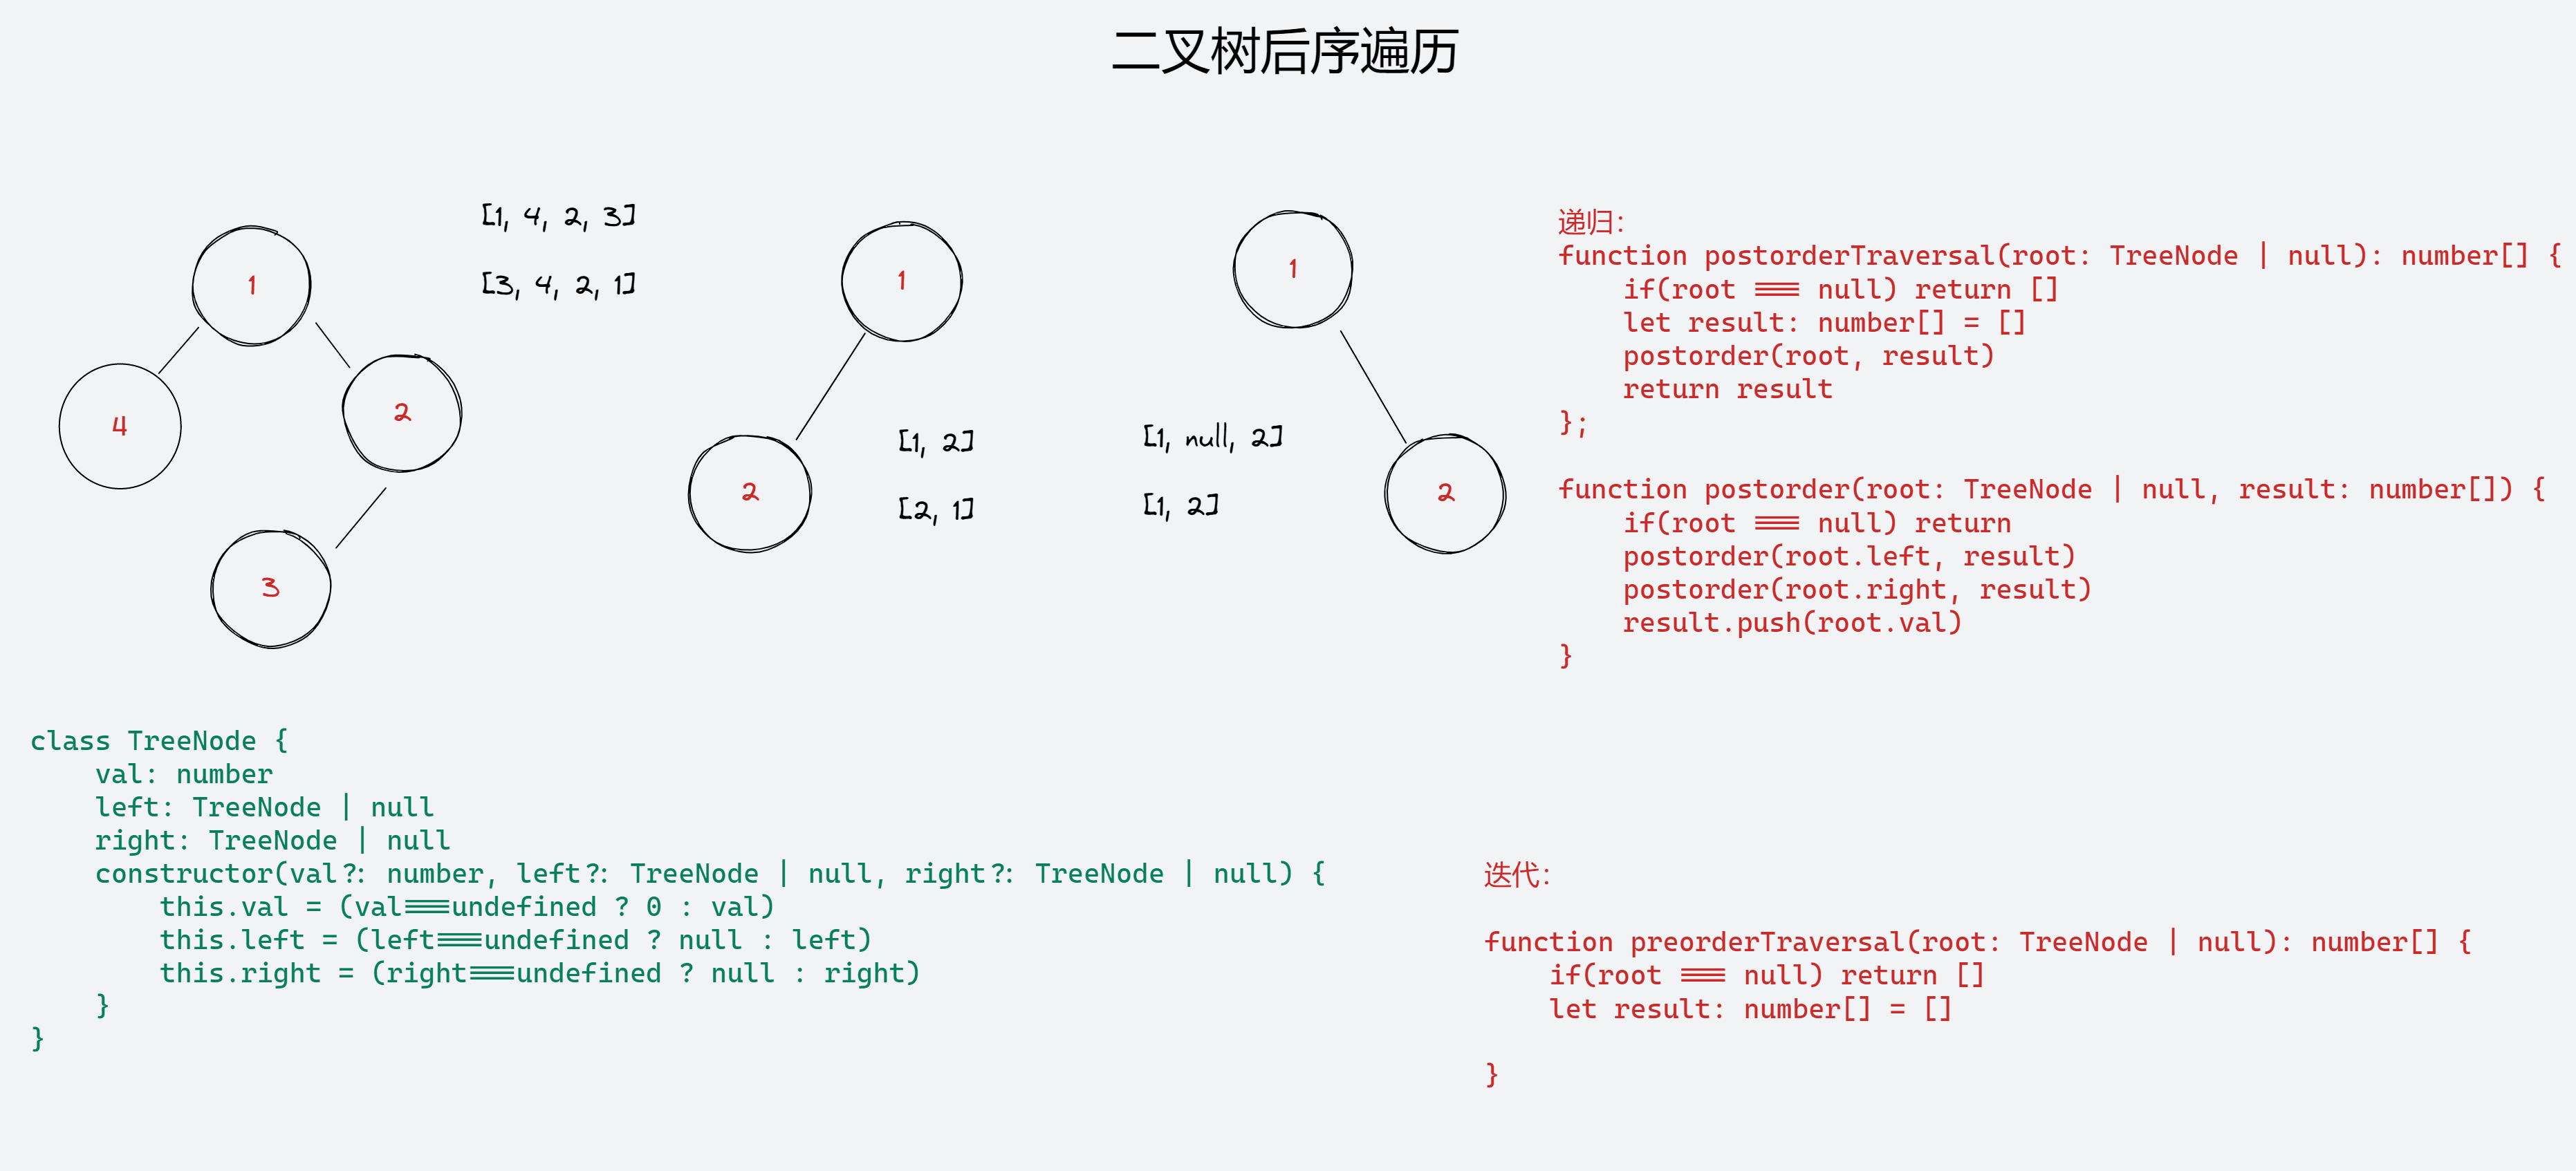 二叉树后序遍历
1
4
2
3
[1, 4, 2, 3]
[3, 4, 2, 1]
1
2
[1, 2]
[2, 1]
1
2
[1, null, 2]
[1, 2]
递归:
function postorderTraversal(root: TreeNode | null): number[] {
    if(root === null) return []
    let result: number[] = []
    postorder(root, result)
    return result
};
function postorder(root: TreeNode | null, result: number[]) {
    if(root === null) return
    postorder(root.left, result)
    postorder(root.right, result)
    result.push(root.val)
}
class TreeNode {
    val: number
    left: TreeNode | null
    right: TreeNode | null
    constructor(val?: number, left?: TreeNode | null, right?: TreeNode | null) {
        this.val = (val===undefined ? 0 : val)
        this.left = (left===undefined ? null : left)
        this.right = (right===undefined ? null : right)
    }
}
迭代:
function preorderTraversal(root: TreeNode | null): number[] {
    if(root === null) return []
    let result: number[] = []
}